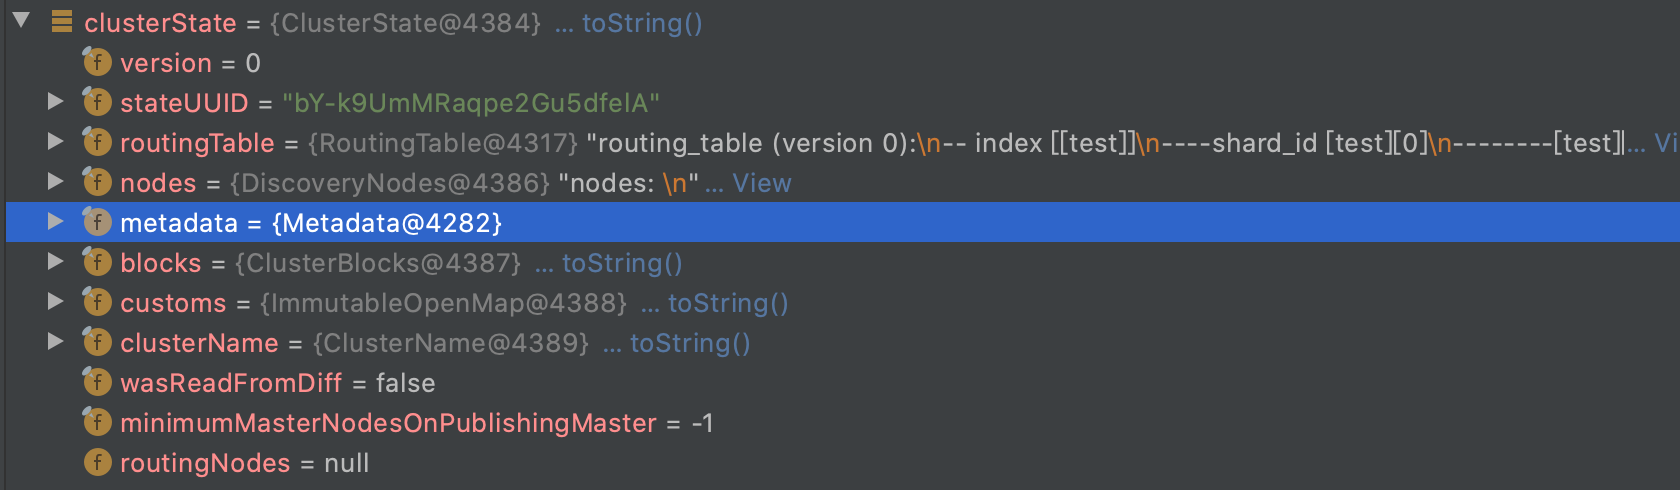 clusterState = {ClusterState@4384} ... toString()
f version = 0
f stateUUID = "bY-k9UmMRaqpe2Gu5dfelA"
f routingTable = {RoutingTable@4317} "routing_table (version 0):\n-- index [[test]]\n----shard_id [test][0]\n--------[test]|... Vi
f nodes = {DiscoveryNodes@4386} "nodes: \n" ... View
f metadata = {Metadata@4282}
f blocks = {ClusterBlocks@4387} ... toString()
f customs = {ImmutableOpenMap@4388} ... toString()
f clusterName = {ClusterName@4389} ... toString()
f wasReadFromDiff = false
f minimumMasterNodesOnPublishingMaster = -1
f routingNodes = null